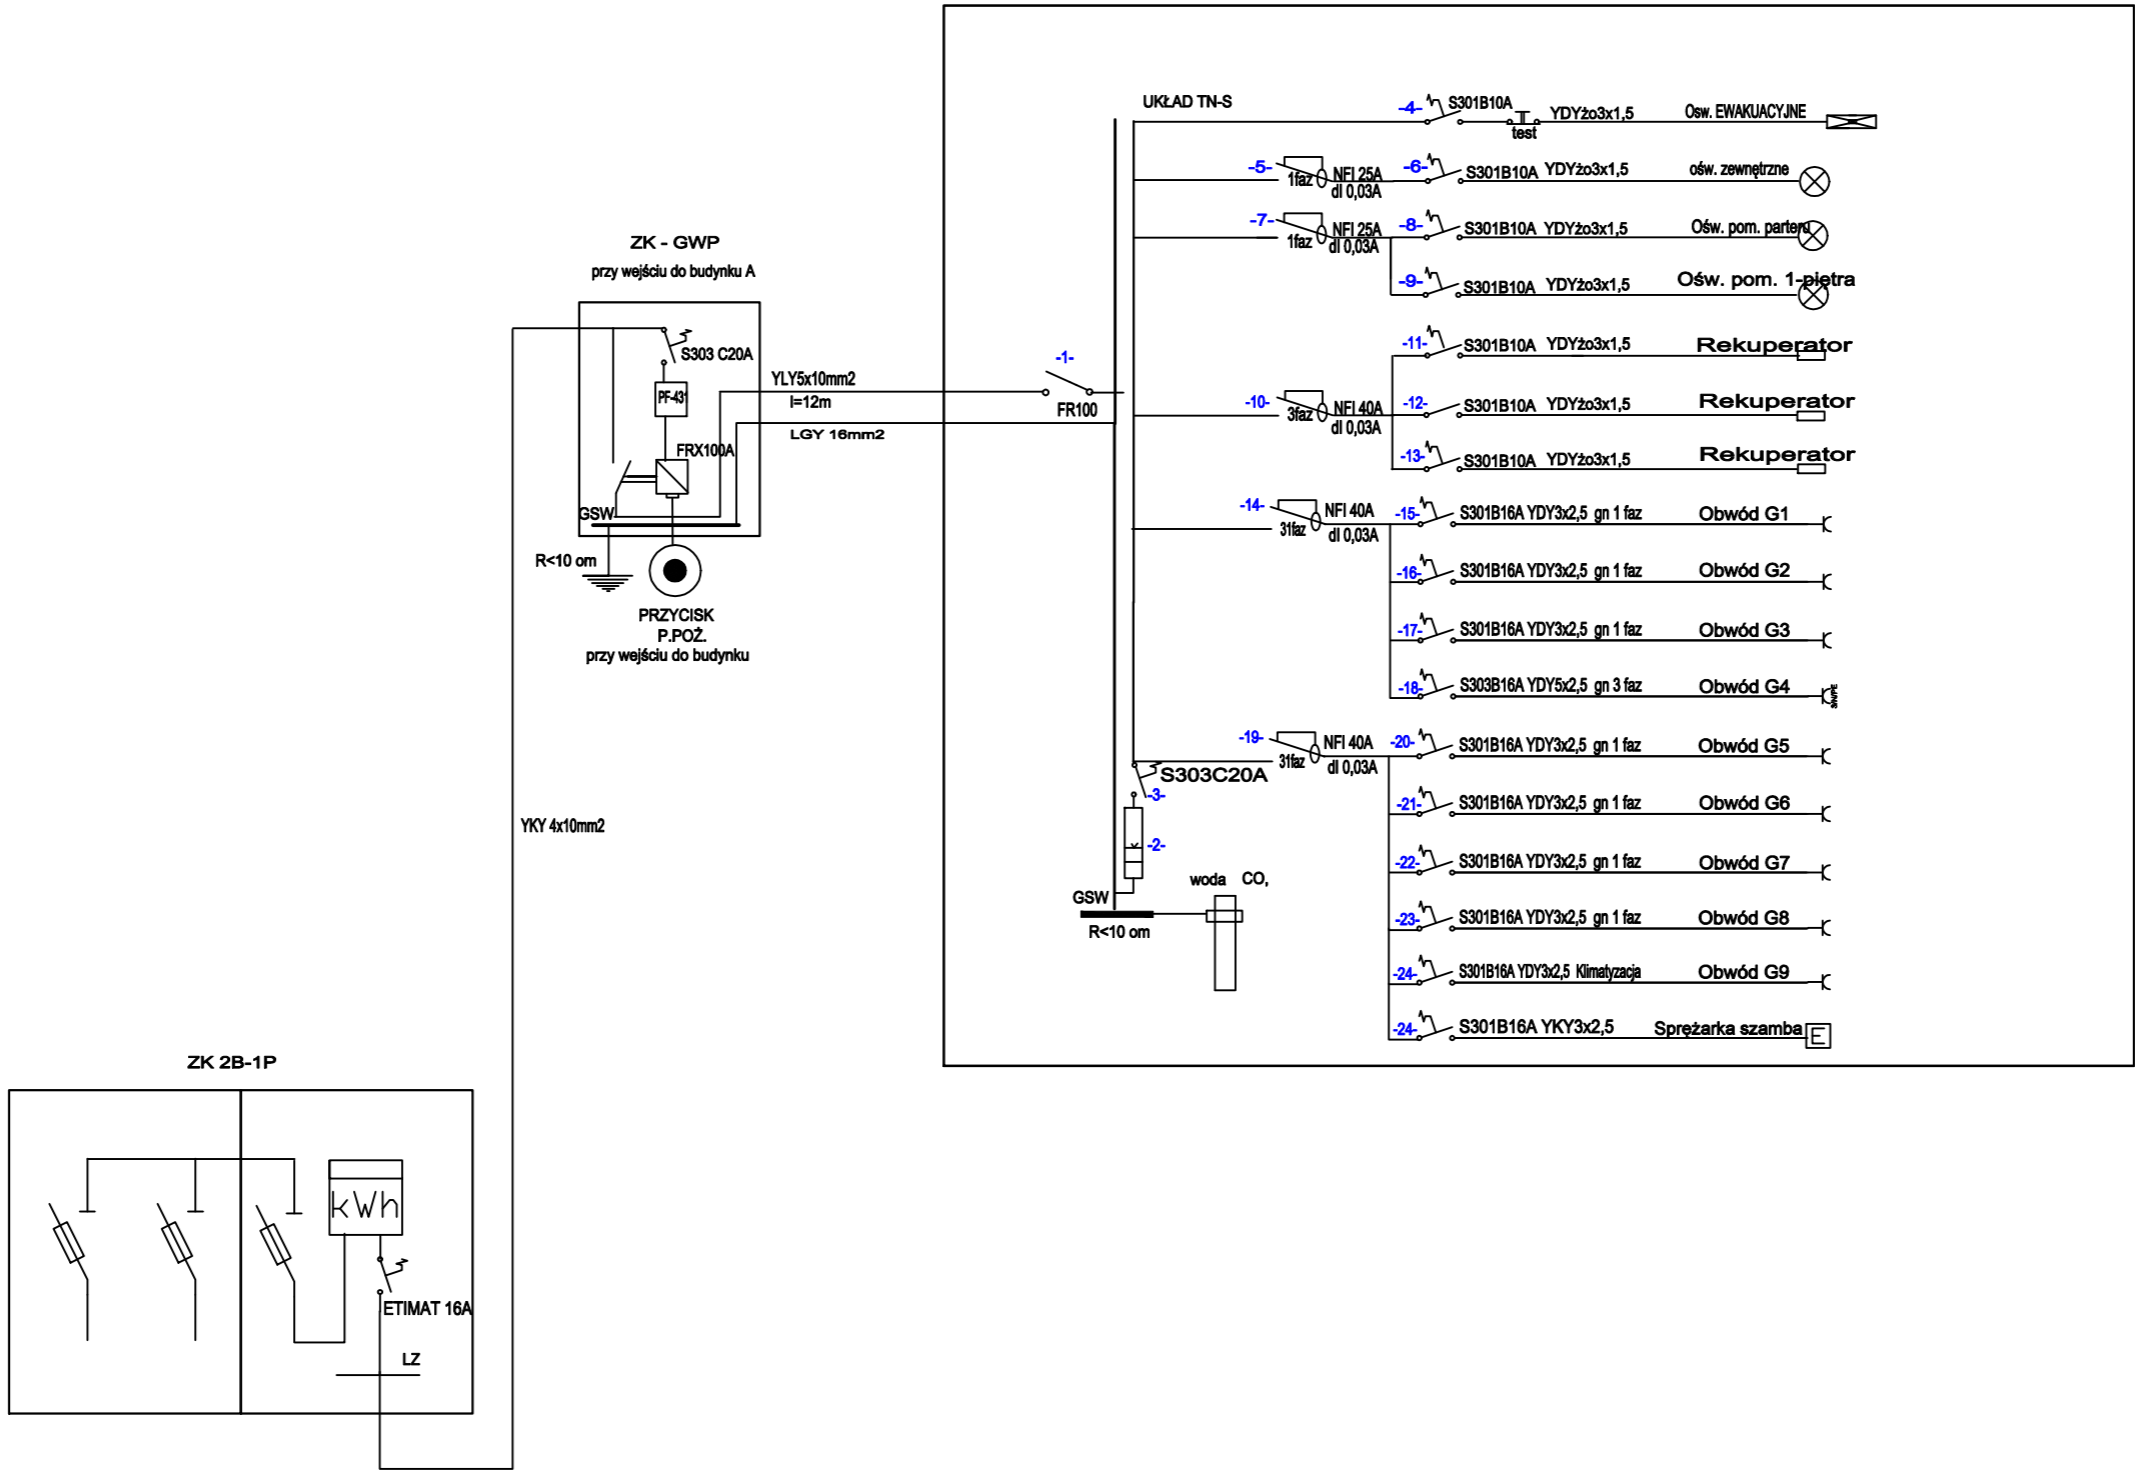 UKŁAD TN-S
-4-
S301B10A
test
YDYżo3x1,5
Osw. EWAKUACYJNE
-5-
1faz
NFI 25A
dI 0,03A
-6-
S301B10A YDYżo3x1,5
ośw. zewnętrzne
-7-
1faz
NFI 25A
dI 0,03A
-8-
S301B10A YDYżo3x1,5
Ośw. pom. parteru
-9-
S301B10A YDYżo3x1,5
Ośw. pom. 1-piętra
-10-
3faz
NFI 40A
dI 0,03A
-11-
S301B10A YDYżo3x1,5
Rekuperator
-12-
S301B10A YDYżo3x1,5
Rekuperator
-13-
S301B10A YDYżo3x1,5
Rekuperator
-14-
31faz
NFI 40A
dI 0,03A
-15-
S301B16A YDY3x2,5 gn 1 faz
Obwód G1
-16-
S301B16A YDY3x2,5 gn 1 faz
Obwód G2
-17-
S301B16A YDY3x2,5 gn 1 faz
Obwód G3
-18-
S303B16A YDY5x2,5 gn 3 faz
Obwód G4
-19-
31faz
NFI 40A
dI 0,03A
-20-
S301B16A YDY3x2,5 gn 1 faz
Obwód G5
-21-
S301B16A YDY3x2,5 gn 1 faz
Obwód G6
-22-
S301B16A YDY3x2,5 gn 1 faz
Obwód G7
-23-
S301B16A YDY3x2,5 gn 1 faz
Obwód G8
-24-
S301B16A YDY3x2,5 Klimatyzacja
Obwód G9
-24-
S301B16A YKY3x2,5
Sprężarka szamba
E
S303C20A
-3-
-2-
GSW
R<10 om
woda CO,
-1-
FR100
ZK - GWP
przy wejściu do budynku A
S303 C20A
PF-431
FRX100A
GSW
R<10 om
PRZYCISK
P.POŻ.
przy wejściu do budynku
YLY5x10mm2
l=12m
LGY 16mm2
YKY 4x10mm2
ZK 2B-1P
kWh
ETIMAT 16A
LZ